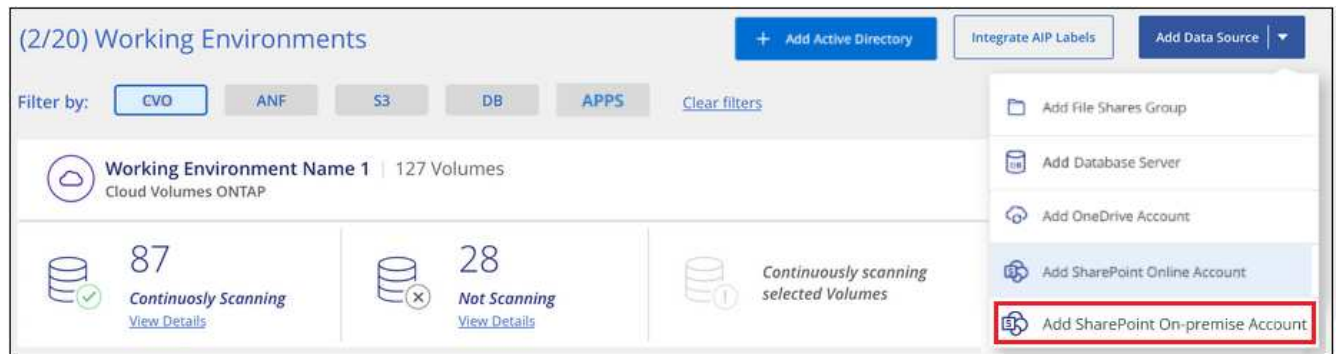 (2/20) Working Environments
+ Add Active Directory
Integrate AIP Labels
Add Data Source
Filter by: CVO ANF S3 DB APPS Clear filters
Add File Shares Group
Working Environment Name 1 | 127 Volumes
Cloud Volumes ONTAP
Add Database Server
Add OneDrive Account
87
Continuosly Scanning
View Details
28
Not Scanning
View Details
Continuously scanning
selected Volumes
Add SharePoint Online Account
Add SharePoint On-premise Account